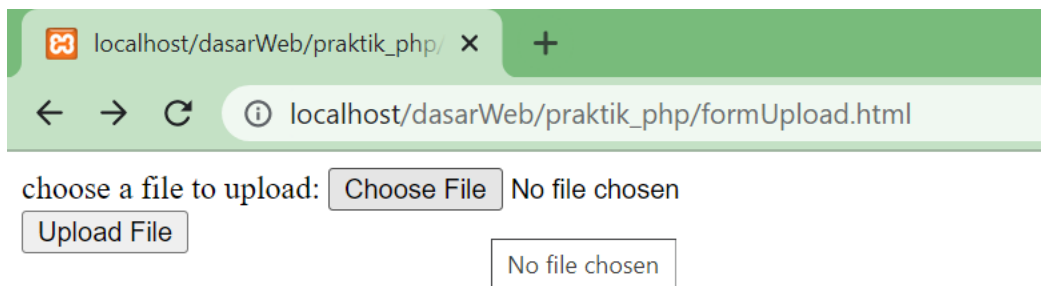 localhost/dasarWeb/praktik_php/
localhost/dasarWeb/praktik_php/formUpload.html
choose a file to upload: Choose File No file chosen
Upload File
No file chosen